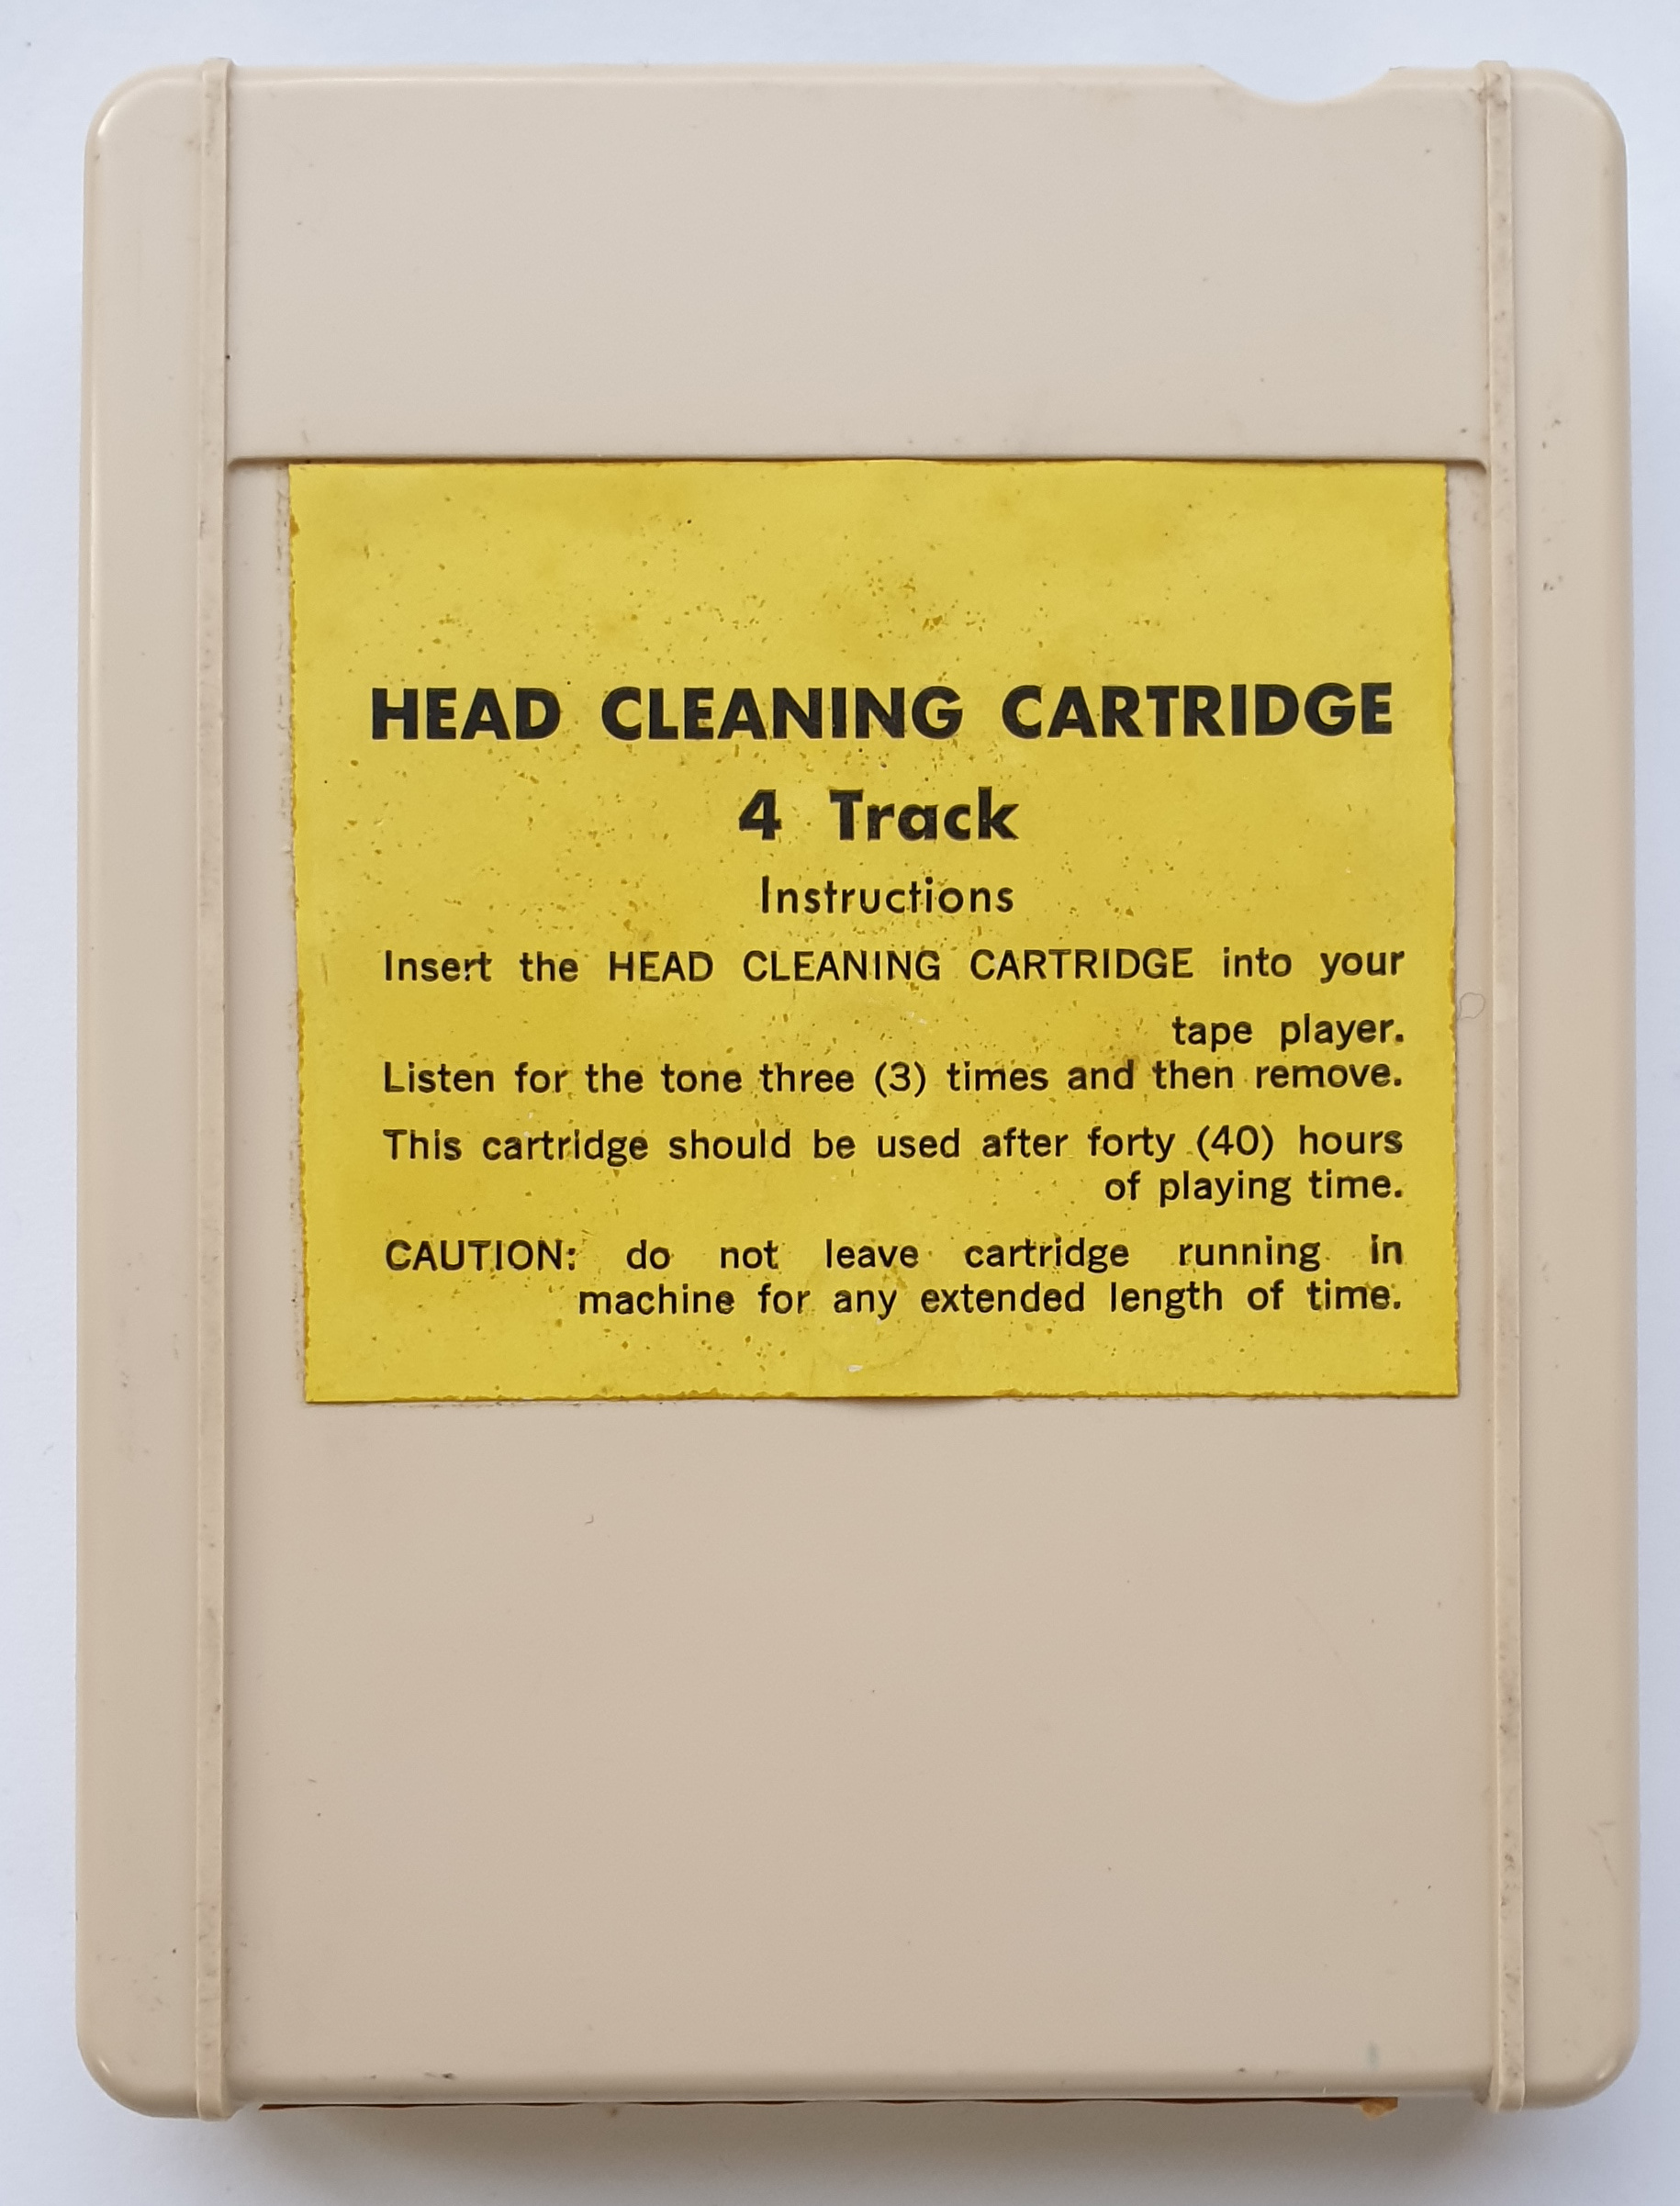 HEAD CLEANING CARTRIDGE
4 Track
Instructions
Insert the HEAD CLEANING CARTRIDGE into your
tape player.
Listen for the tone three (3) times and then remove.
This cartridge should be used after forty (40) hours
of playing time.
CAUTION: do not leave cartridge running in
machine for any extended length of time.